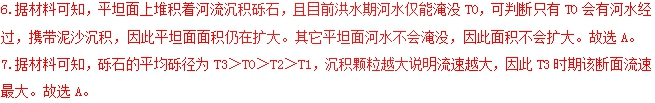 6.据材料可知，平坦面上堆积着河流沉积砾石，且目前洪水期河水仅能淹没 T0，可判断只有 T0 会有河水经
过，携带泥沙沉积，因此平坦面面积仍在扩大。其它平坦面河水不会淹没，因此面积不会扩大。故选 A。
7.据材料可知，砾石的平均砾径为 T3＞T0＞T2＞T1，沉积颗粒越大说明流速越大，因此 T3 时期该断面流速
最大。故选 A。